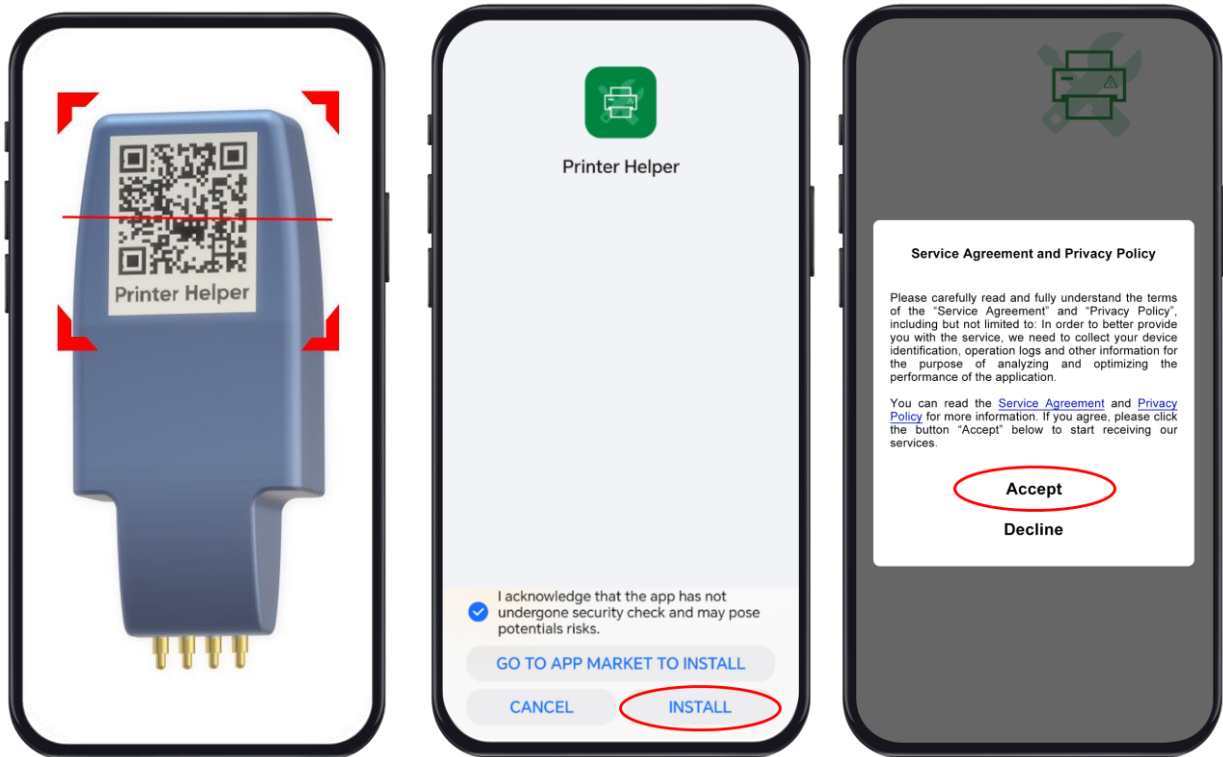 Printer Helper
Printer Helper
I acknowledge that the app has not
undergone security check and may pose
potentials risks.
GO TO APP MARKET TO INSTALL
CANCEL
INSTALL
Service Agreement and Privacy Policy
Please carefully read and fully understand the terms
of the “Service Agreement” and “Privacy Policy”,
including but not limited to: In order to better provide
you with the service, we need to collect your device
identification, operation logs and other information for
the purpose of analyzing and optimizing the
performance of the application.
You can read the Service Agreement and Privacy
Policy for more information. If you agree, please click
the button “Accept” below to start receiving our
services.
Accept
Decline